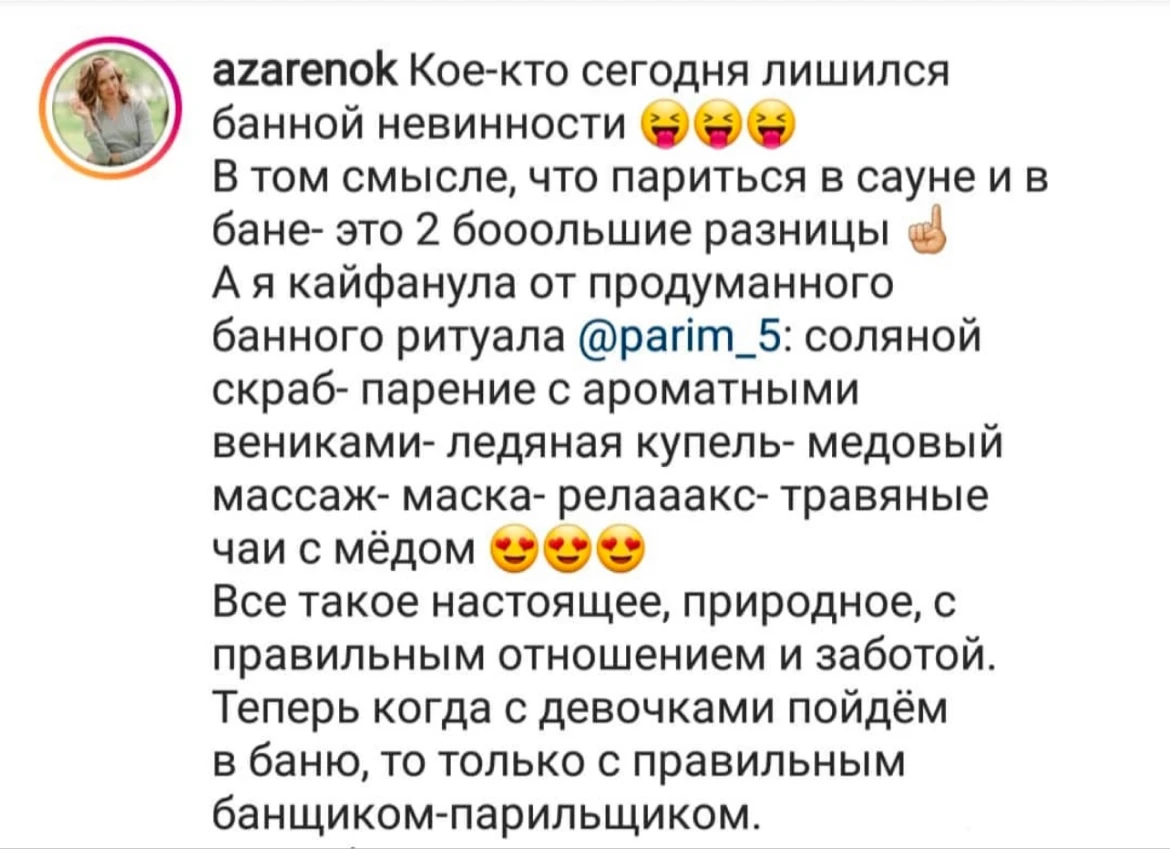 azarenok Кое-кто сегодня лишился
банной невинности 😝😝😝
В том смысле, что париться в сауне и в
бане- это 2 бооольшие разницы ☝🏼
А я кайфанула от продуманного
банного ритуала @parim_5: соляной
скраб- парение с ароматными
вениками- ледяная купель- медовый
массаж- маска- релааакс- травяные
чаи с мёдом 😍😍😍
Все такое настоящее, природное, с
правильным отношением и заботой.
Теперь когда с девочками пойдём
в баню, то только с правильным
банщиком-парильщиком.